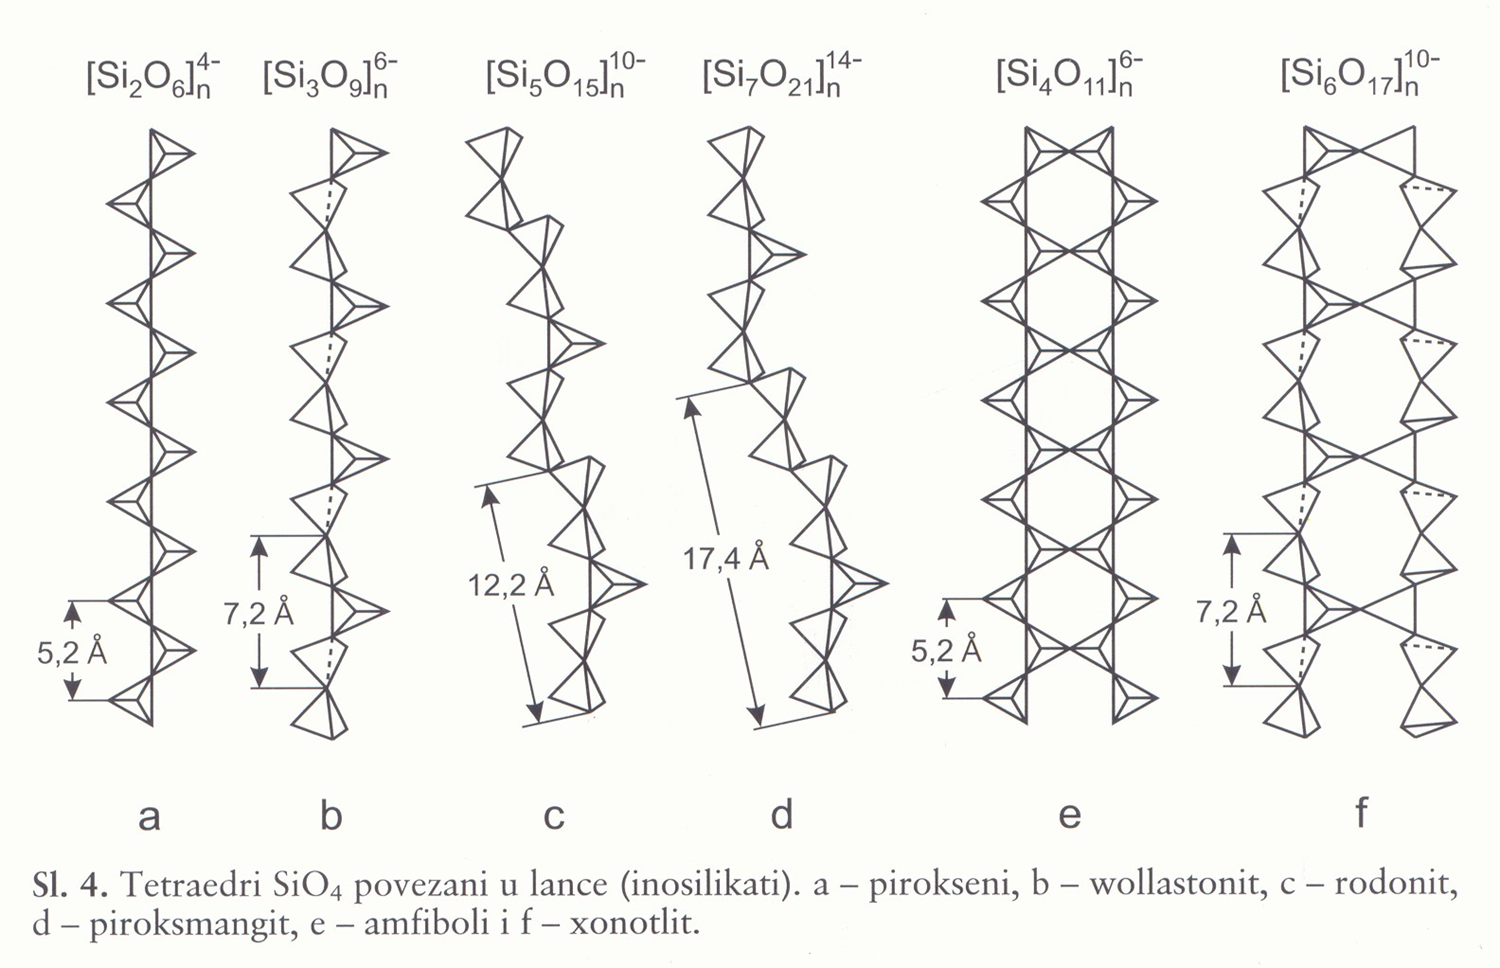 [Si₂O₆]ₙ⁴⁻ [Si₃O₉]ₙ⁶⁻ [Si₅O₁₅]ₙ¹⁰⁻ [Si₇O₂₁]ₙ¹⁴⁻ [Si₄O₁₁]ₙ⁶⁻ [Si₆O₁₇]ₙ¹⁰⁻
5,2 Å 7,2 Å 12,2 Å 17,4 Å 5,2 Å 7,2 Å
a b c d e f
Sl. 4. Tetraedri SiO₄ povezani u lance (inosilikati). a – pirokseni, b – wollastonit, c – rodonit,
d – piroksmangit, e – amfiboli i f – xonotlit.